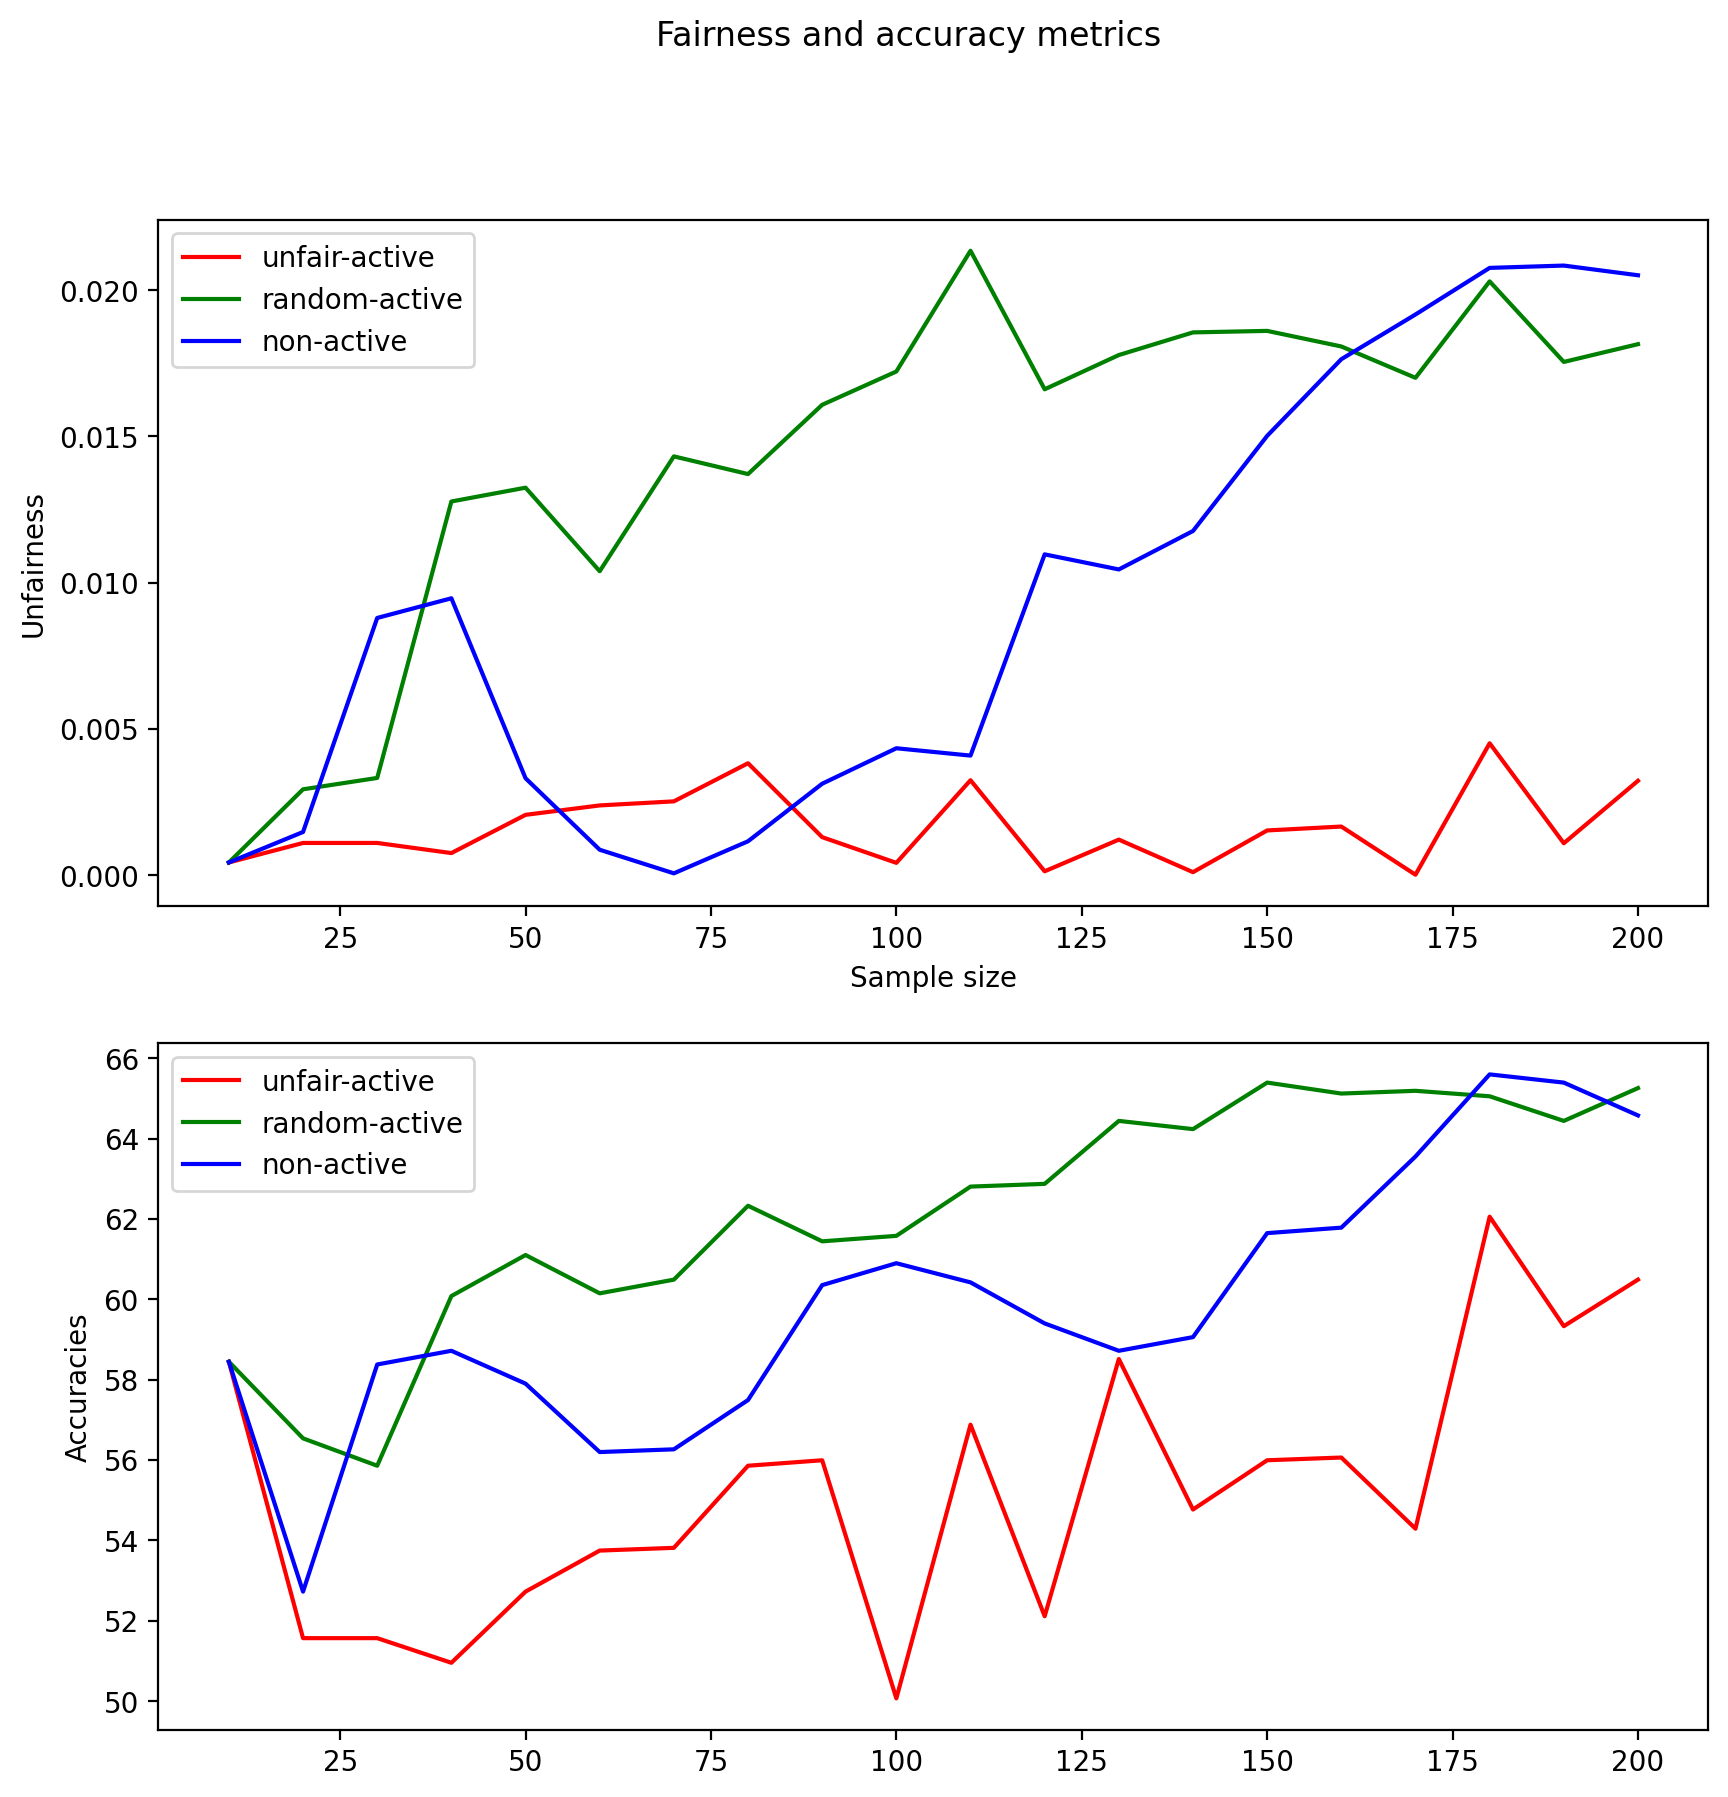 Fairness and accuracy metrics
unfair-active
random-active
non-active
0.020
0.015
0.010
0.005
0.000
Unfairness
25 50 75 100 125 150 175 200
Sample size
unfair-active
random-active
non-active
66
64
62
60
58
56
54
52
50
Accuracies
25 50 75 100 125 150 175 200